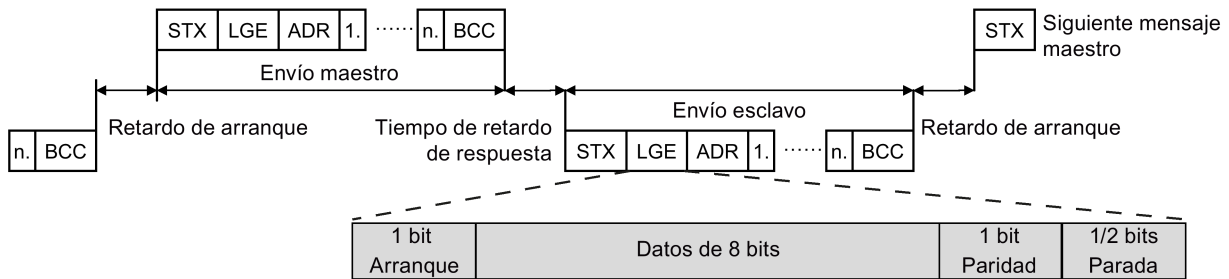 STX LGE ADR 1. ...... n. BCC
STX
Siguiente mensaje
maestro
Envío maestro
Envío esclavo
n. BCC
Retardo de arranque
Tiempo de retardo
de respuesta
Retardo de arranque
STX LGE ADR 1. ...... n. BCC
1 bit
Arranque
Datos de 8 bits
1 bit
Paridad
1/2 bits
Parada